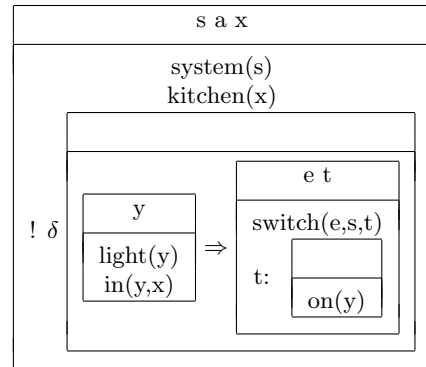 s a x
system(s)
kitchen(x)
! δ
y
light(y)
in(y,x)
⇒
e t
switch(e,s,t)
t:
on(y)